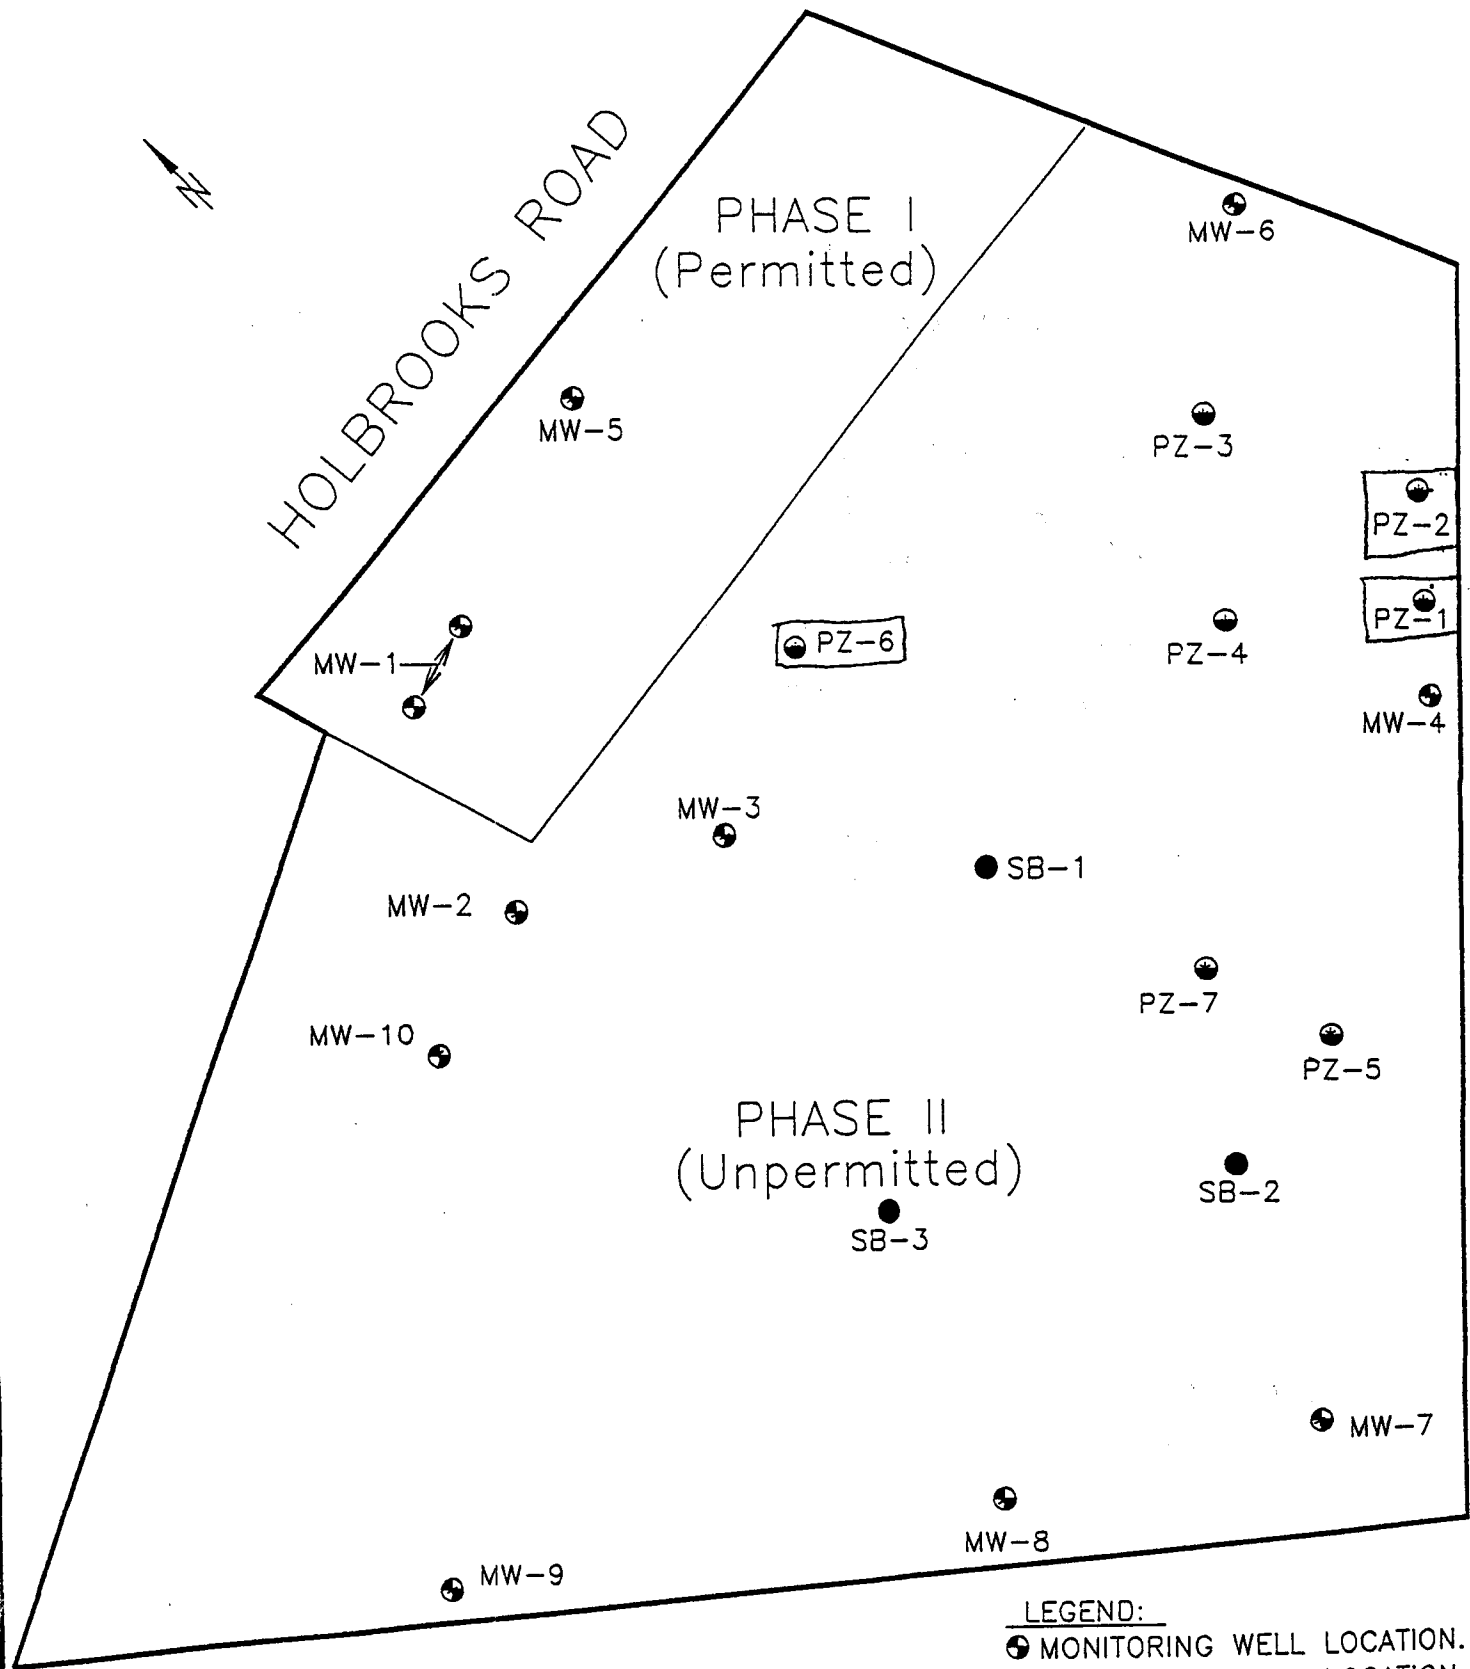 HOLBROOKS ROAD
N
PHASE I
(Permitted)
MW-6
MW-5
PZ-3
PZ-2
PZ-1
PZ-6
PZ-4
MW-1
MW-4
MW-3
SB-1
MW-2
PZ-7
MW-10
PZ-5
PHASE II
(Unpermitted)
SB-2
SB-3
MW-7
MW-8
MW-9
LEGEND:
MONITORING WELL LOCATION.
LOCATION